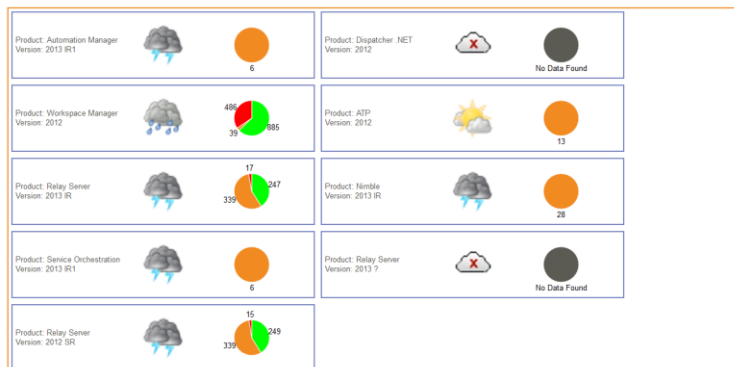 Product: Automation Manager
Version: 2013 IR1
6
Product: Dispatcher .NET
Version: 2012
No Data Found
Product: Workspace Manager
Version: 2012
486
39
885
Product: ATP
Version: 2012
13
Product: Relay Server
Version: 2013 IR
17
247
339
Product: Nimble
Version: 2013 IR
28
Product: Service Orchestration
Version: 2013 IR1
6
Product: Relay Server
Version: 2013 ?
No Data Found
Product: Relay Server
Version: 2012 SR
15
249
339